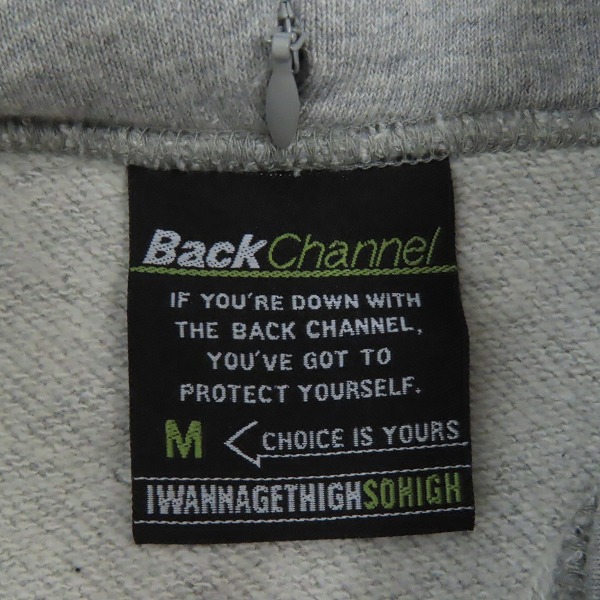 BackChannel
IF YOU'RE DOWN WITH
THE BACK CHANNEL,
YOU'VE GOT TO
PROTECT YOURSELF.
M CHOICE IS YOURS
IWANNAGETHIGHSOHIGH